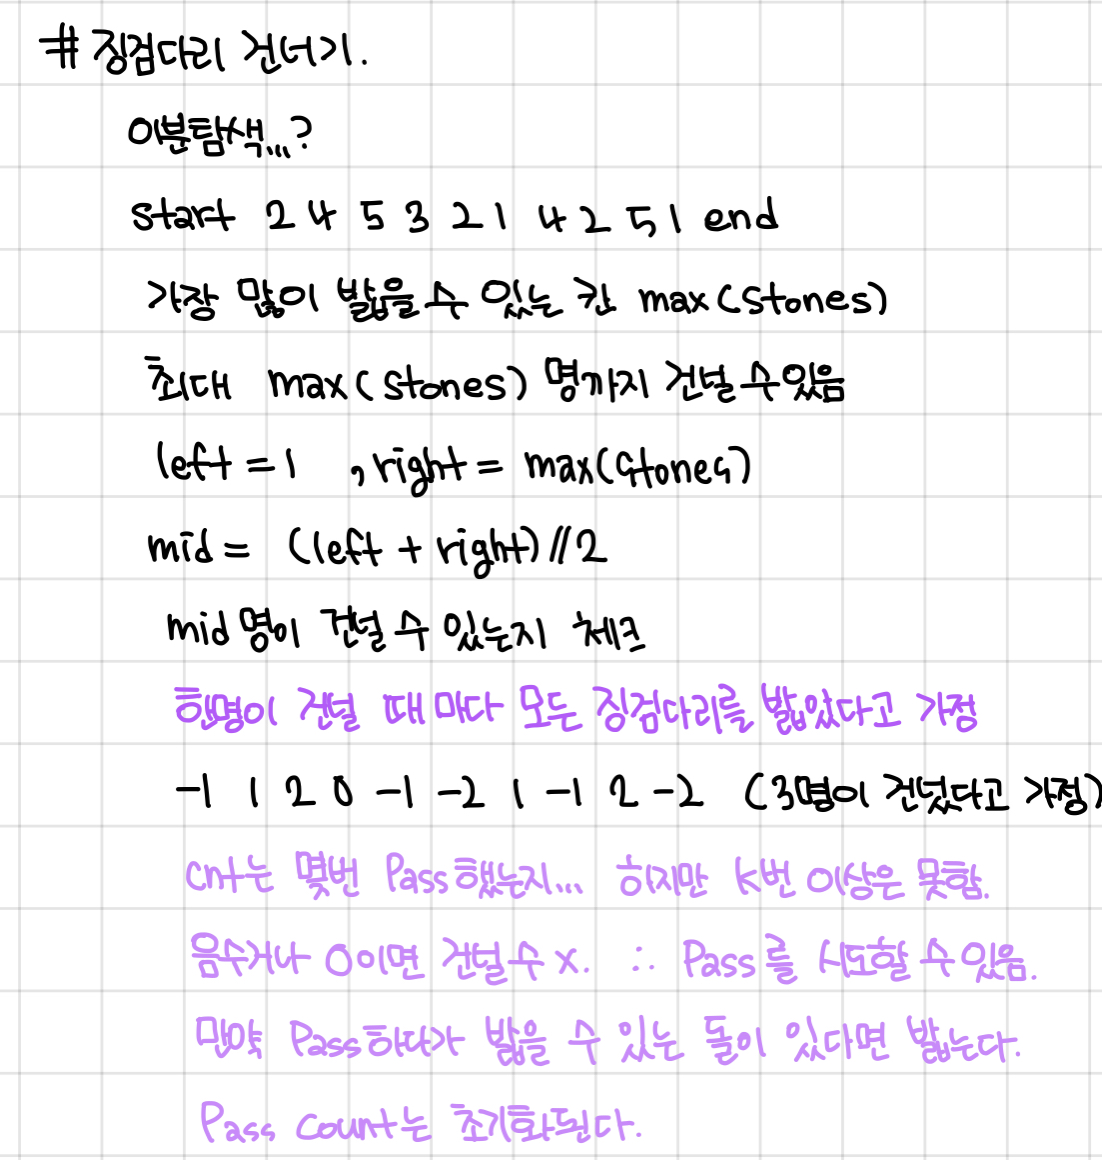 # 징검다리 건너기.
이분탐색...?
start 2 4 5 3 2 1 4 2 5 1 end
가장 많이 밟을 수 있는 칸 max(stones)
최대 max(stones) 명까지 건널 수 있음
left = 1 , right = max(stones)
mid = (left + right)//2
mid 명이 건널 수 있는지 체크
한명이 건널 때 마다 모든 징검다리를 밟았다고 가정
-1 1 2 0 -1 -2 1 -1 2 -2 (3명이 건넜다고 가정)
cnt는 몇번 Pass 했는지... 하지만 k번 이상은 못함.
음수거나 0이면 건널 수 x. ∴ Pass를 시도할 수 있음.
만약 Pass하다가 밟을 수 있는 돌이 있다면 밟는다.
Pass count는 초기화된다.